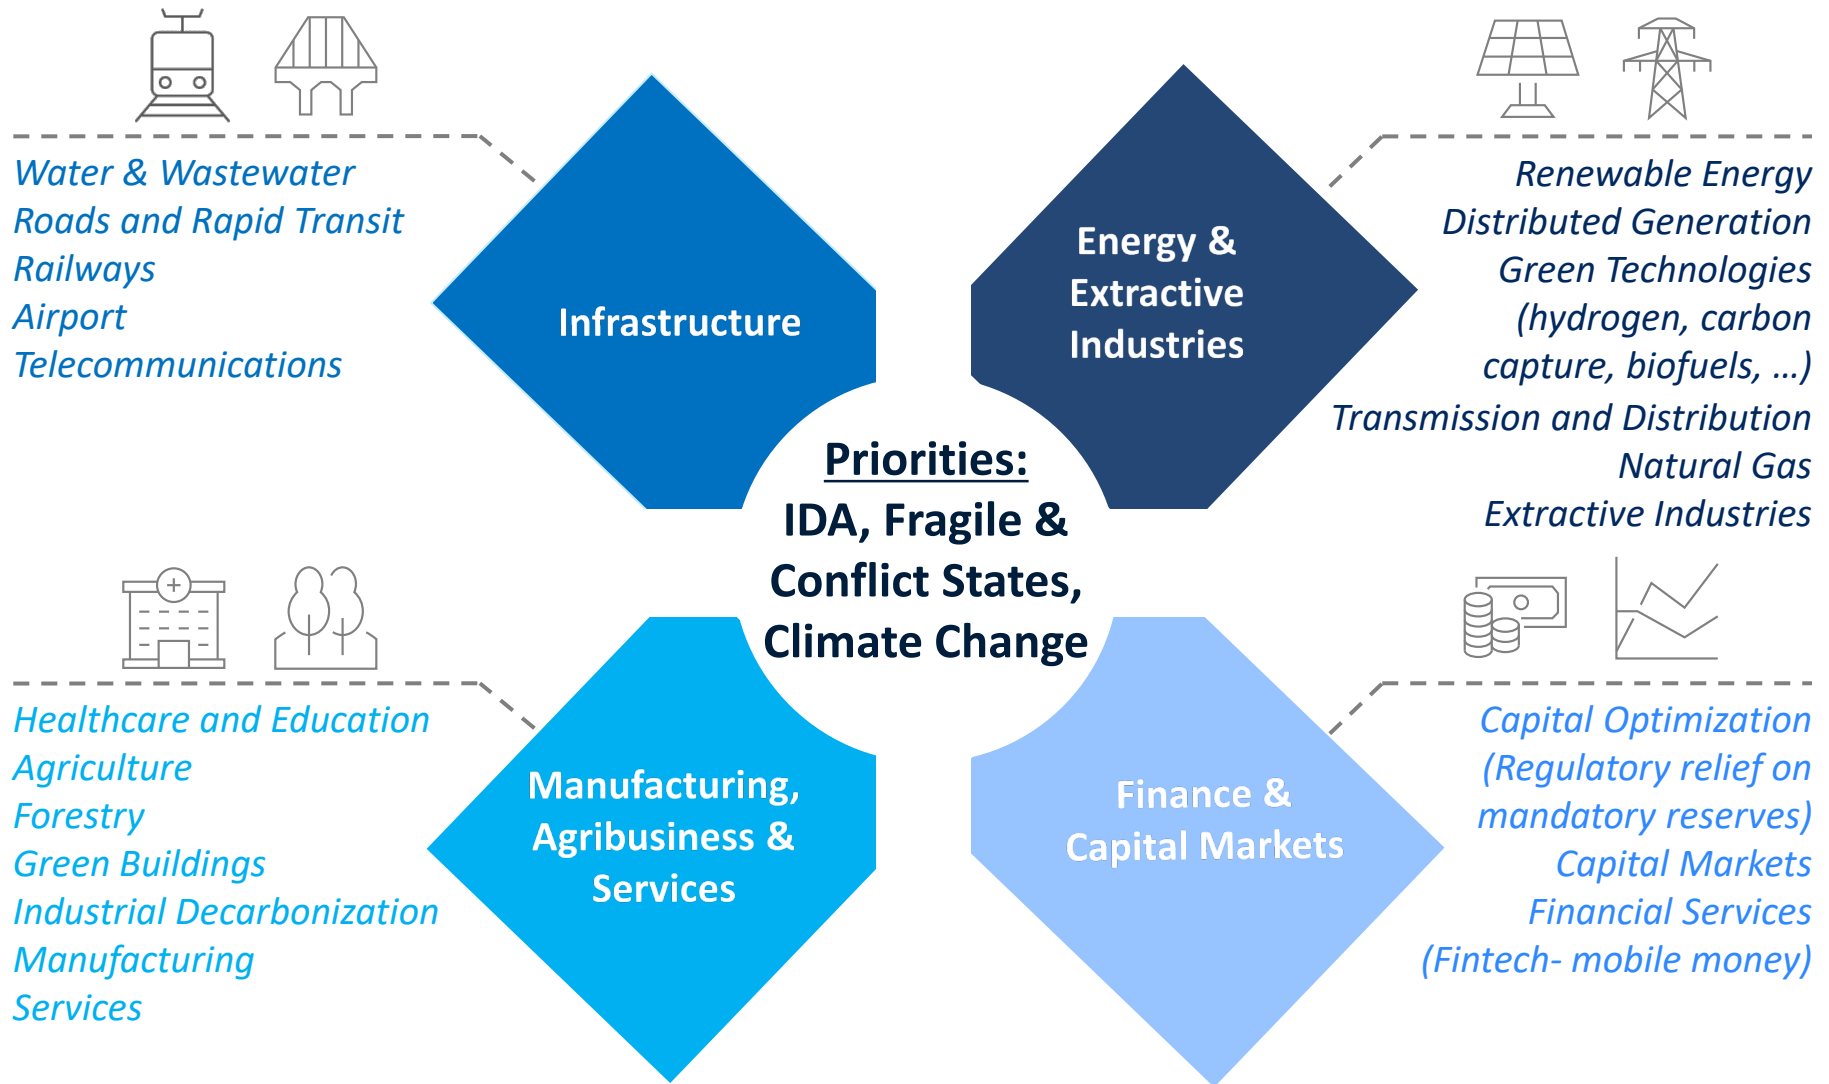 Water & Wastewater
Roads and Rapid Transit
Railways
Airport
Telecommunications
Infrastructure
Energy &
Extractive
Industries
Renewable Energy
Distributed Generation
Green Technologies
(hydrogen, carbon
capture, biofuels, ...)
Transmission and Distribution
Natural Gas
Extractive Industries
Priorities:
IDA, Fragile &
Conflict States,
Climate Change
Healthcare and Education
Agriculture
Forestry
Green Buildings
Industrial Decarbonization
Manufacturing
Services
Manufacturing,
Agribusiness &
Services
Finance &
Capital Markets
Capital Optimization
(Regulatory relief on
mandatory reserves)
Capital Markets
Financial Services
(Fintech- mobile money)